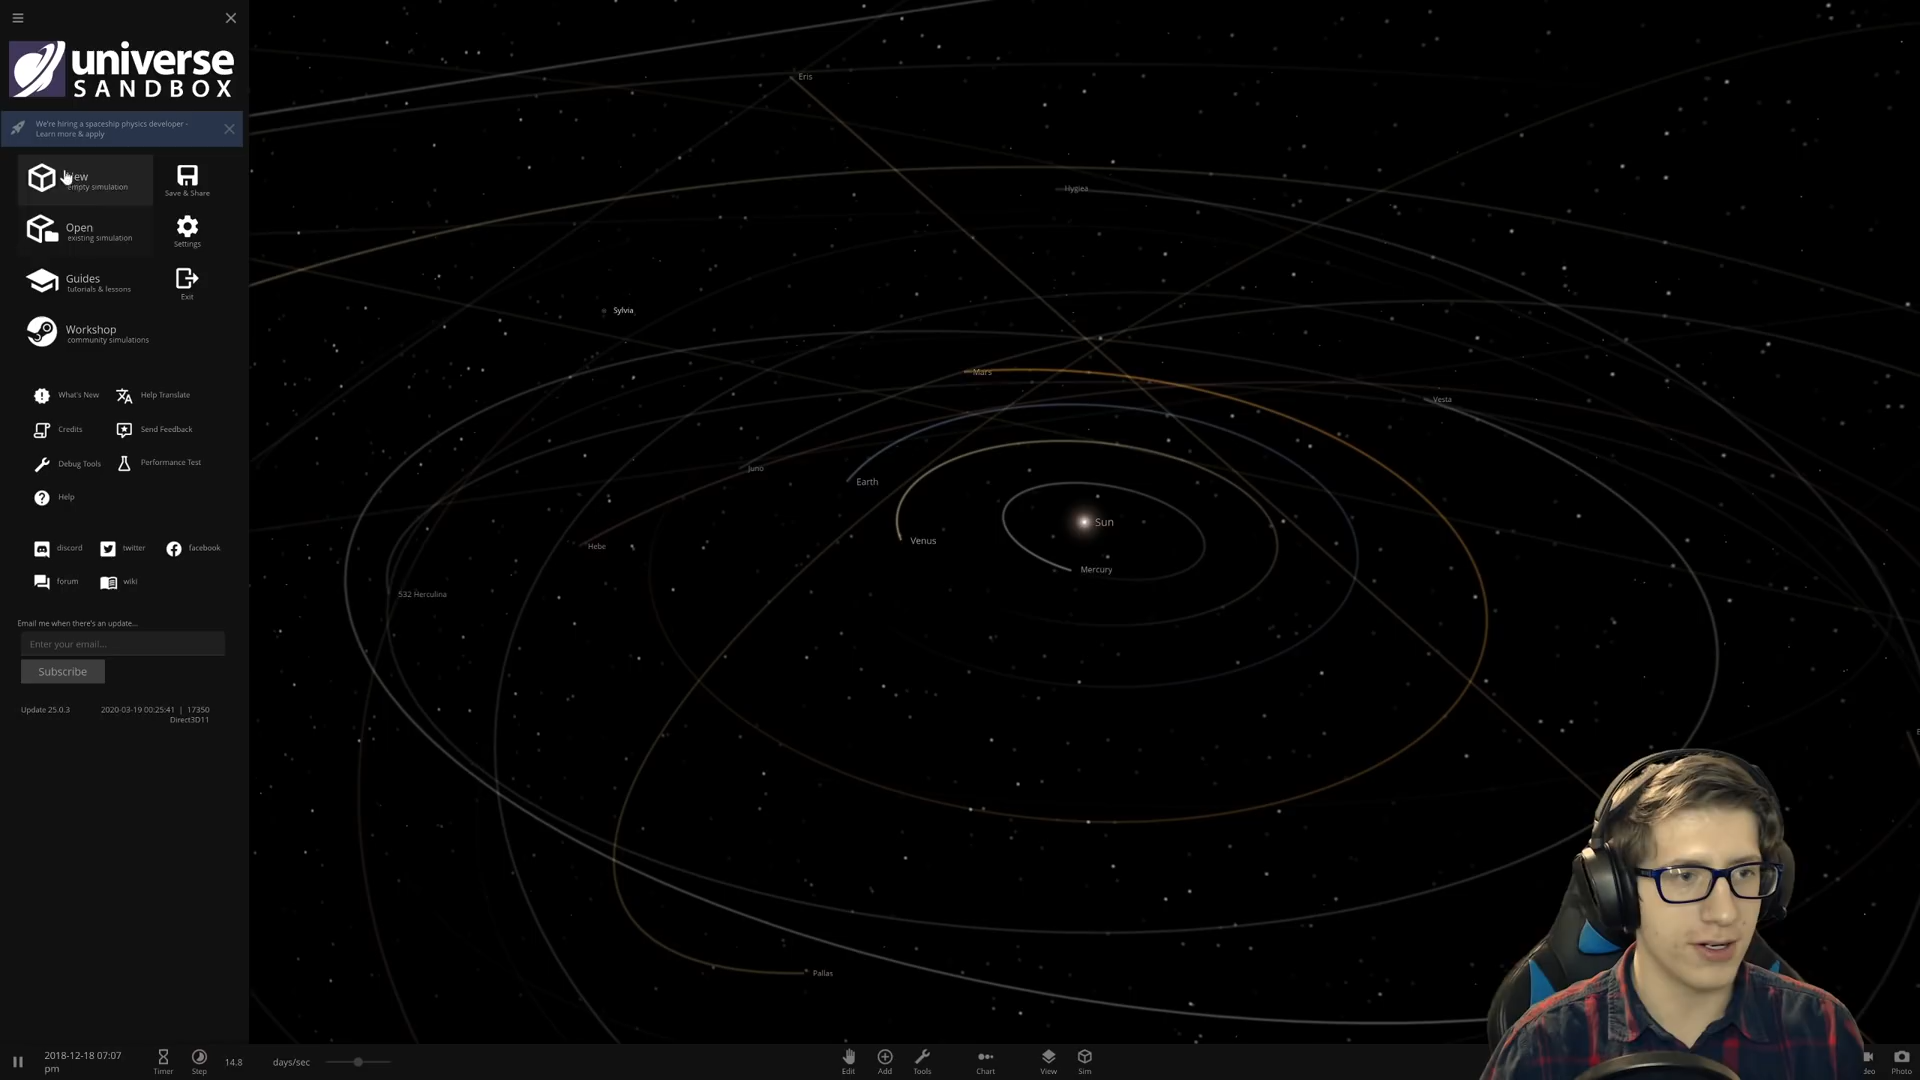 universe
SANDBOX
We're hiring a spaceship physics developer -
Learn more & apply
empty simulation
Save & Share
Open
existing simulation
Settings
Guides
tutorials & lessons
Exit
Workshop
community simulations
What's New
Help Translate
Credits
Send Feedback
Debug Tools
Performance Test
Help
discord
twitter
facebook
forum
wiki
Email me when there's an update...
Enter your email...
Subscribe
Update 25.0.3
2020-03-19 00:25:41 | 17350
Direct3D11
Eris
Hygiea
Sylvia
Mars
Vesta
Juno
Earth
Sun
Venus
Hebe
Mercury
532 Herculina
Pallas
2018-12-18 07:07
pm
Timer
Step
14.8
days/sec
Edit
Add
Tools
Chart
View
Sim
Photo